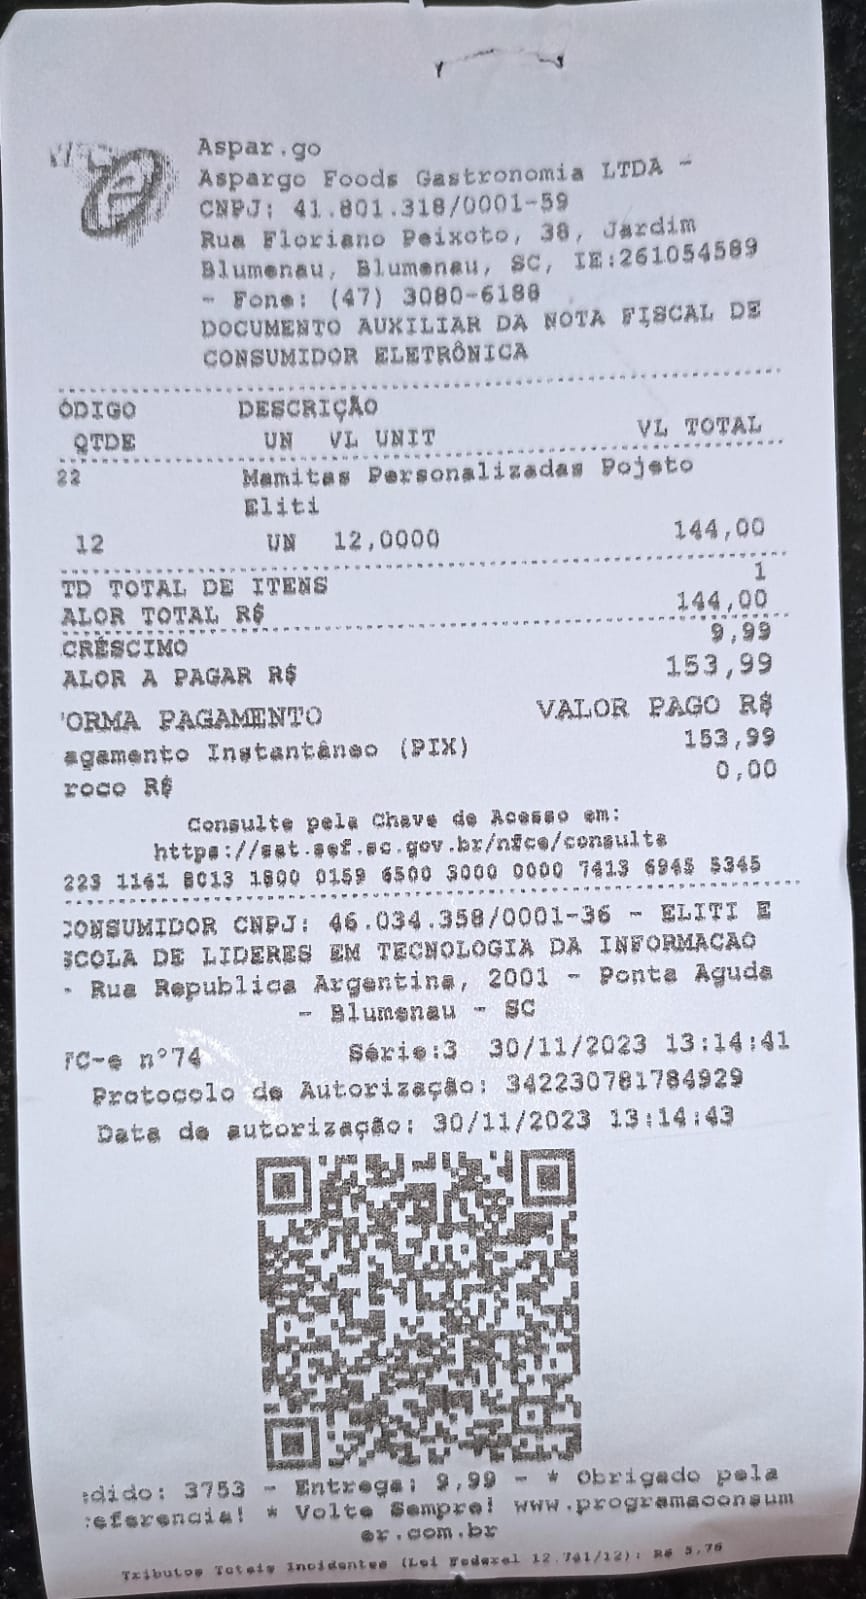 Aspar.go
Aspargo Foods Gastronomia LTDA -
CNPJ: 41.801.318/0001-59
Rua Floriano Peixoto, 38, Jardim
Blumenau, Blumenau, SC, IE:261054589
- Fone: (47) 3080-6188
DOCUMENTO AUXILIAR DA NOTA FISCAL DE
CONSUMIDOR ELETRÔNICA
ÓDIGO DESCRIÇÃO
QTDE UN VL UNIT VL TOTAL
22 Mamitas Personalizadas Pojeto
Eliti
12 UN 12,0000 144,00
TD TOTAL DE ITENS 1
ALOR TOTAL R$ 144,00
CRÉSCIMO 9,99
ALOR A PAGAR R$ 153,99
ORMA PAGAMENTO VALOR PAGO R$
agamento Instantâneo (PIX) 153,99
roco R$ 0,00
Consulte pela Chave de Acesso em:
https://sat.sef.sc.gov.br/nfce/consulta
223 1141 8013 1800 0159 6500 3000 0000 7413 6945 5345
CONSUMIDOR CNPJ: 46.034.358/0001-36 - ELITI E
SCOLA DE LIDERES EM TECNOLOGIA DA INFORMACAO
- Rua Republica Argentina, 2001 - Ponta Aguda
- Blumenau - SC
FC-e n°74 Série:3 30/11/2023 13:14:41
Protocolo de Autorização: 342230781784929
Data de autorização: 30/11/2023 13:14:43
edido: 3753 - Entrega: 9,99 - * Obrigado pela
referencia! * Volte Sempre! www.programaconsum
er.com.br
Tributos Totais Incidentes (Lei Federal 12.741/12): R$ 5,76